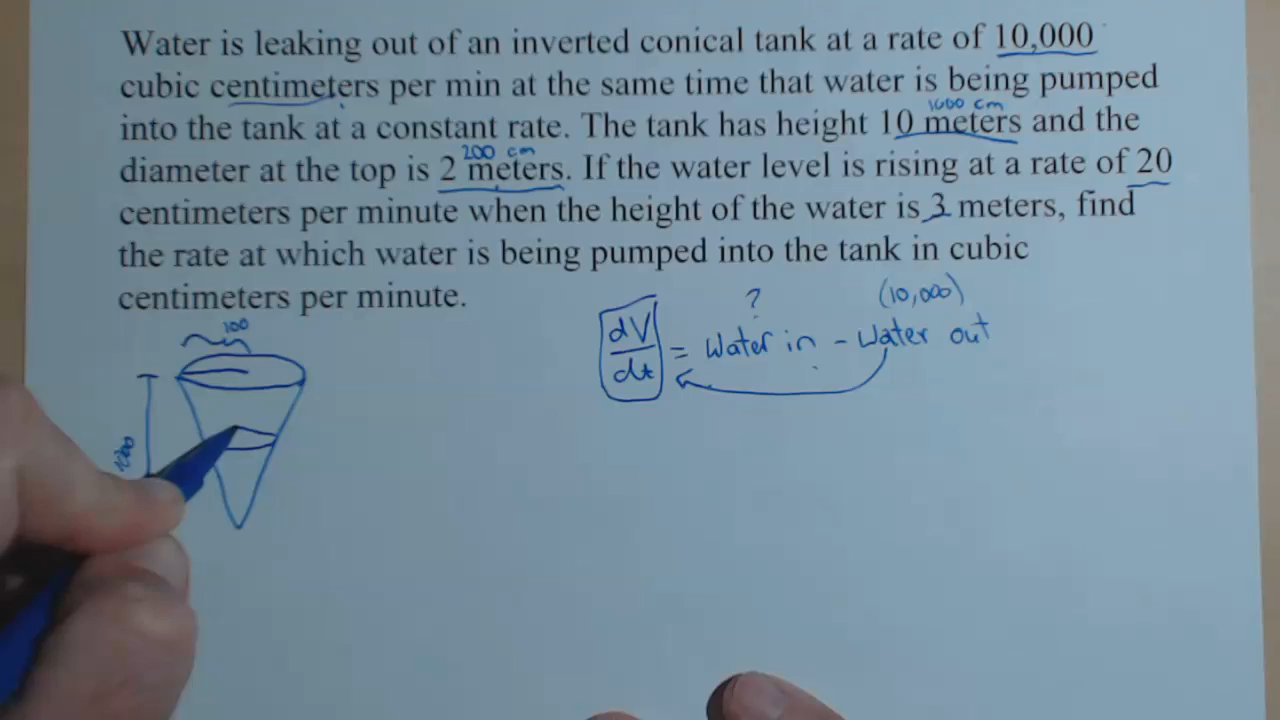 Water is leaking out of an inverted conical tank at a rate of 10,000
cubic centimeters per min at the same time that water is being pumped
1000 cm
into the tank at a constant rate. The tank has height 10 meters and the
200 cm
diameter at the top is 2 meters. If the water level is rising at a rate of 20
centimeters per minute when the height of the water is 3 meters, find
the rate at which water is being pumped into the tank in cubic
centimeters per minute.
? (10,000)
dV/dt = Water in - Water out
100
1000